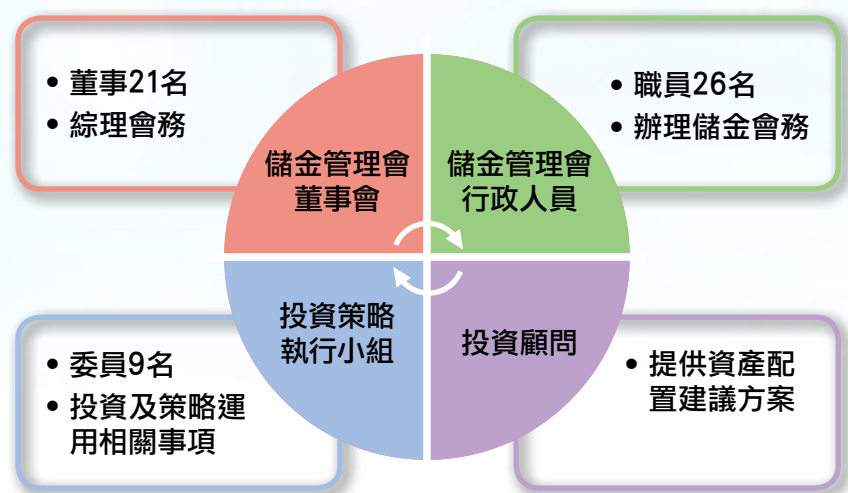 • 董事21名
• 綜理會務
• 職員26名
• 辦理儲金會務
儲金管理會
董事會
儲金管理會
行政人員
投資策略
執行小組
投資顧問
• 委員9名
• 投資及策略運
用相關事項
• 提供資產配
置建議方案